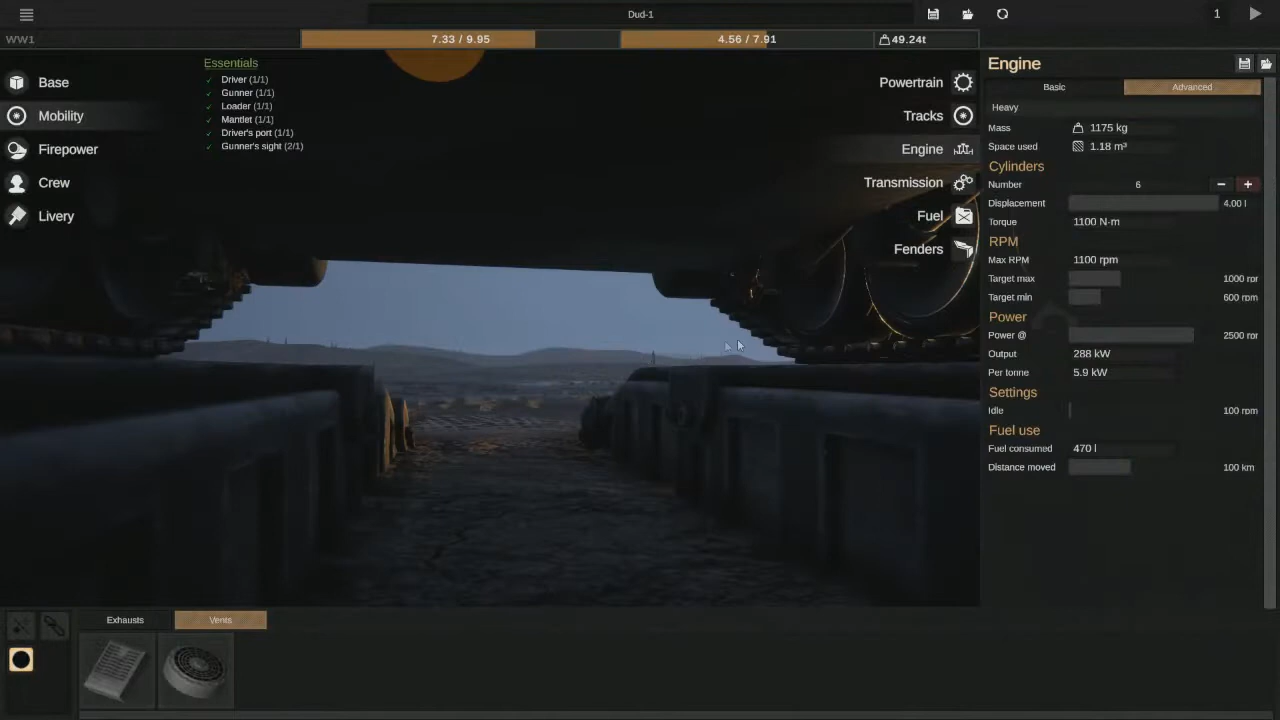 Dud-1
1
WW1
7.33 / 9.95
4.56 / 7.91
49.24t
Base
Mobility
Firepower
Crew
Livery
Essentials
Driver (1/1)
Gunner (1/1)
Loader (1/1)
Mantlet (1/1)
Driver's port (1/1)
Gunner's sight (2/1)
Powertrain
Tracks
Engine
Transmission
Fuel
Fenders
Engine
Basic
Advanced
Heavy
Mass 1175 kg
Space used 1.18 m³
Cylinders
Number 6 − +
Displacement 4.00 l
Torque 1100 N·m
RPM
Max RPM 1100 rpm
Target max 1000 rpr
Target min 600 rpm
Power
Power @ 2500 rpr
Output 288 kW
Per tonne 5.9 kW
Settings
Idle 100 rpm
Fuel use
Fuel consumed 470 l
Distance moved 100 km
Exhausts
Vents